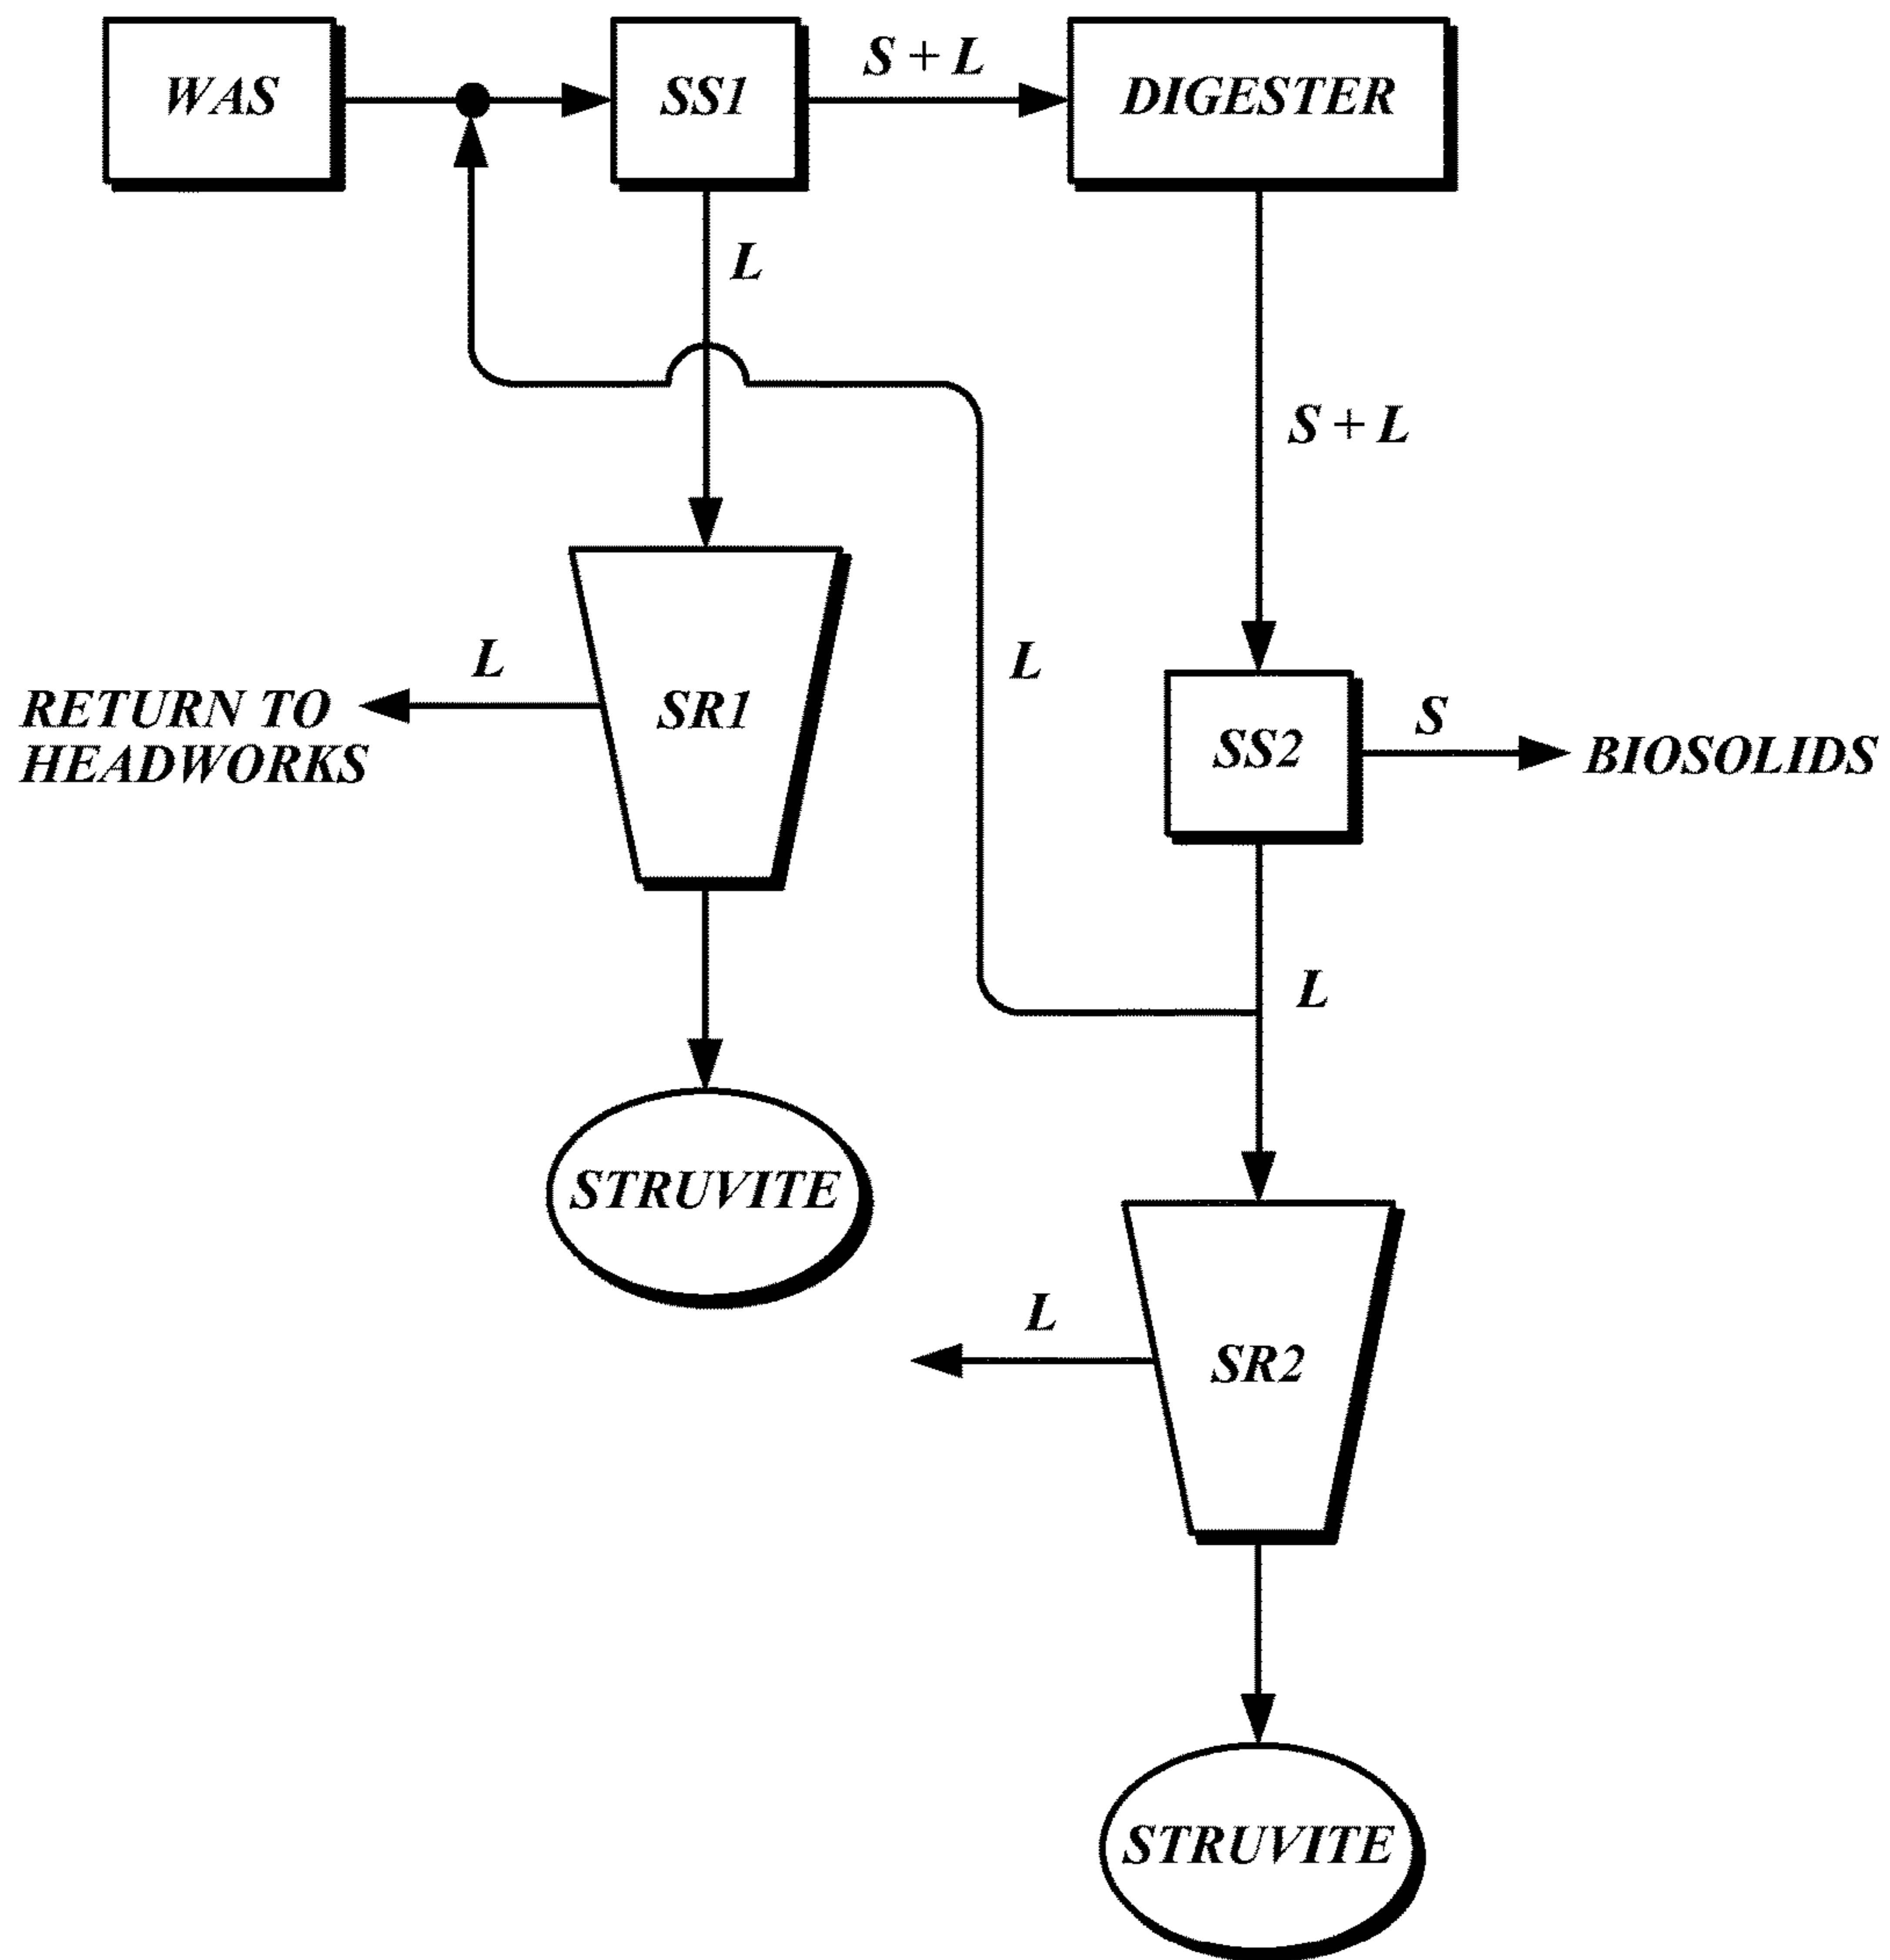 WAS
SS1
S + L
DIGESTER
L
S + L
L
RETURN TO
HEADWORKS
SR1
L
SS2
S
BIOSOLIDS
L
STRUVITE
L
SR2
STRUVITE